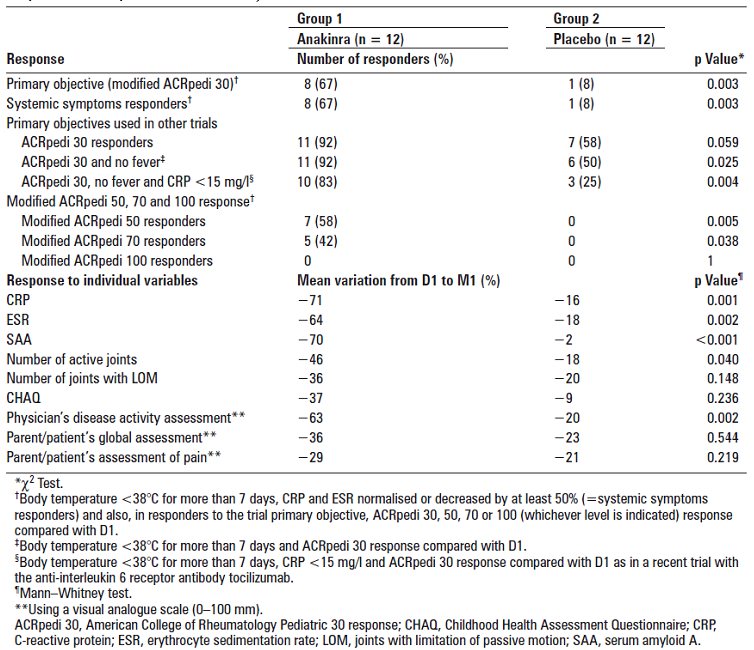 Group 1 Group 2
Anakinra (n = 12) Placebo (n = 12)
Response Number of responders (%) p Value*
Primary objective (modified ACRpedi 30)† 8 (67) 1 (8) 0.003
Systemic symptoms responders† 8 (67) 1 (8) 0.003
Primary objectives used in other trials
ACRpedi 30 responders 11 (92) 7 (58) 0.059
ACRpedi 30 and no fever‡ 11 (92) 6 (50) 0.025
ACRpedi 30, no fever and CRP <15 mg/l§ 10 (83) 3 (25) 0.004
Modified ACRpedi 50, 70 and 100 response†
Modified ACRpedi 50 responders 7 (58) 0 0.005
Modified ACRpedi 70 responders 5 (42) 0 0.038
Modified ACRpedi 100 responders 0 0 1
Response to individual variables Mean variation from D1 to M1 (%) p Value¶
CRP −71 −16 0.001
ESR −64 −18 0.002
SAA −70 −2 <0.001
Number of active joints −46 −18 0.040
Number of joints with LOM −36 −20 0.148
CHAQ −37 −9 0.236
Physician's disease activity assessment** −63 −20 0.002
Parent/patient's global assessment** −36 −23 0.544
Parent/patient's assessment of pain** −29 −21 0.219
*χ² Test.
†Body temperature <38°C for more than 7 days, CRP and ESR normalised or decreased by at least 50% (=systemic symptoms
responders) and also, in responders to the trial primary objective, ACRpedi 30, 50, 70 or 100 (whichever level is indicated) response
compared with D1.
‡Body temperature <38°C for more than 7 days and ACRpedi 30 response compared with D1.
§Body temperature <38°C for more than 7 days, CRP <15 mg/l and ACRpedi 30 response compared with D1 as in a recent trial with
the anti-interleukin 6 receptor antibody tocilizumab.
¶Mann–Whitney test.
**Using a visual analogue scale (0–100 mm).
ACRpedi 30, American College of Rheumatology Pediatric 30 response; CHAQ, Childhood Health Assessment Questionnaire; CRP,
C-reactive protein; ESR, erythrocyte sedimentation rate; LOM, joints with limitation of passive motion; SAA, serum amyloid A.